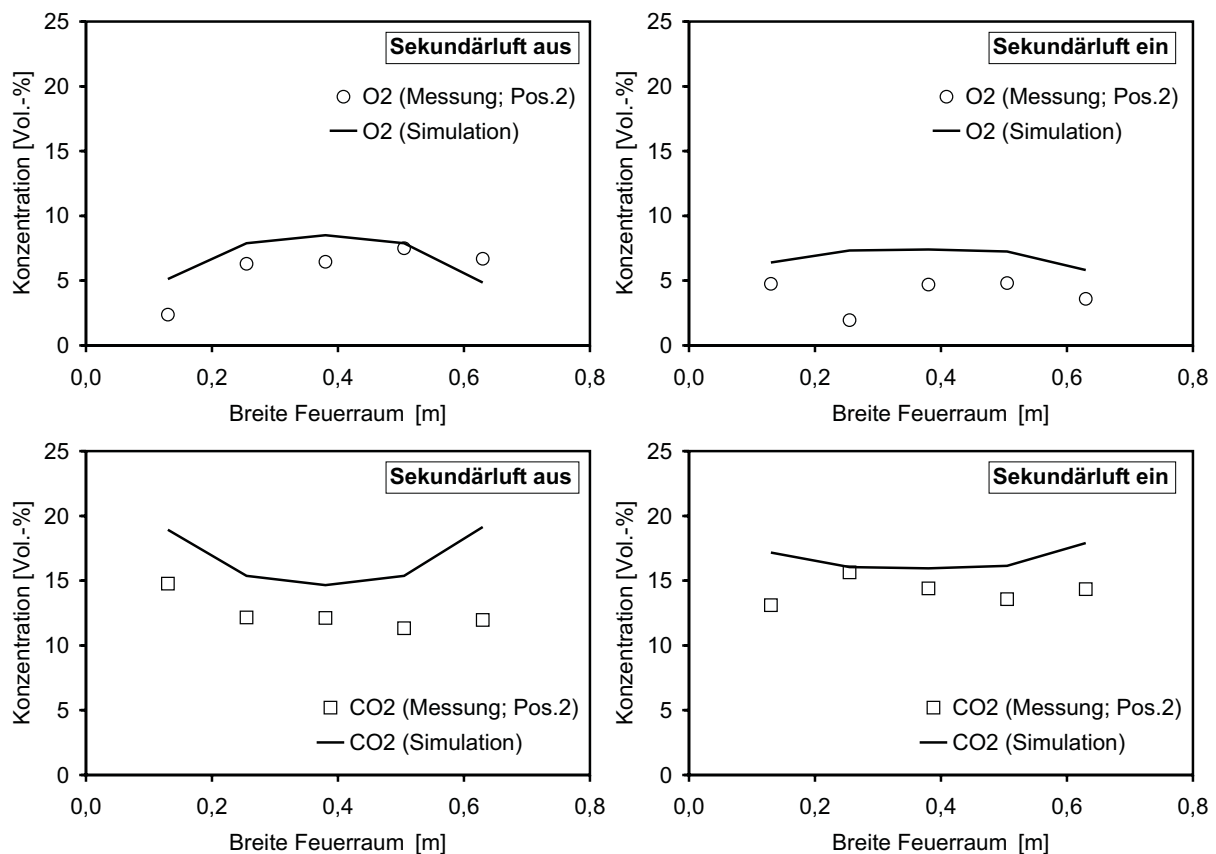 Sekundärluft aus
O2 (Messung; Pos.2)
O2 (Simulation)
Konzentration [Vol.-%]
25
20
15
10
5
0
0,0 0,2 0,4 0,6 0,8
Breite Feuerraum [m]
Sekundärluft ein
O2 (Messung; Pos.2)
O2 (Simulation)
Konzentration [Vol.-%]
25
20
15
10
5
0
0,0 0,2 0,4 0,6 0,8
Breite Feuerraum [m]
Sekundärluft aus
CO2 (Messung; Pos.2)
CO2 (Simulation)
Konzentration [Vol.-%]
25
20
15
10
5
0
0,0 0,2 0,4 0,6 0,8
Breite Feuerraum [m]
Sekundärluft ein
CO2 (Messung; Pos.2)
CO2 (Simulation)
Konzentration [Vol.-%]
25
20
15
10
5
0
0,0 0,2 0,4 0,6 0,8
Breite Feuerraum [m]